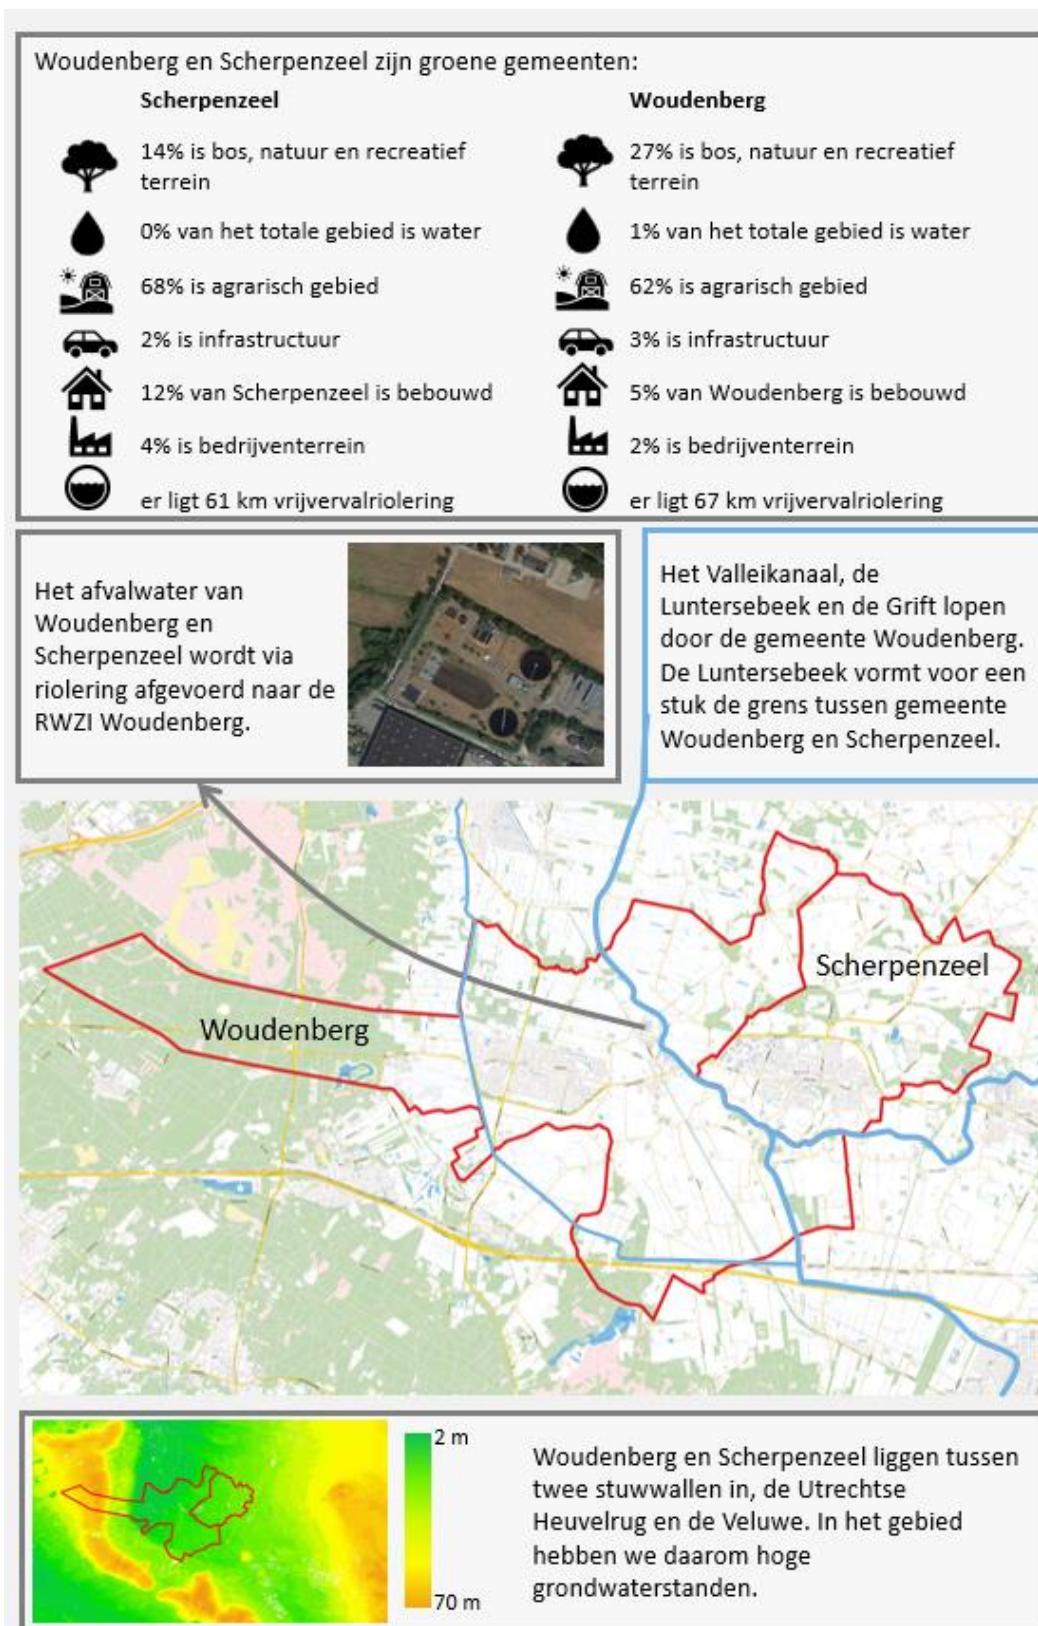 Woudenberg en Scherpenzeel zijn groene gemeenten:
Scherpenzeel
14% is bos, natuur en recreatief
terrein
0% van het totale gebied is water
68% is agrarisch gebied
2% is infrastructuur
12% van Scherpenzeel is bebouwd
4% is bedrijventerrein
er ligt 61 km vrijvervalriolering
Woudenberg
27% is bos, natuur en recreatief
terrein
1% van het totale gebied is water
62% is agrarisch gebied
3% is infrastructuur
5% van Woudenberg is bebouwd
2% is bedrijventerrein
er ligt 67 km vrijvervalriolering
Het afvalwater van
Woudenberg en
Scherpenzeel wordt via
riolering afgevoerd naar de
RWZI Woudenberg.
Het Valleikanaal, de
Luntersebeek en de Grift lopen
door de gemeente Woudenberg.
De Luntersebeek vormt voor een
stuk de grens tussen gemeente
Woudenberg en Scherpenzeel.
Scherpenzeel
Woudenberg
2 m
70 m
Woudenberg en Scherpenzeel liggen tussen
twee stuwwallen in, de Utrechtse
Heuvelrug en de Veluwe. In het gebied
hebben we daarom hoge
grondwaterstanden.